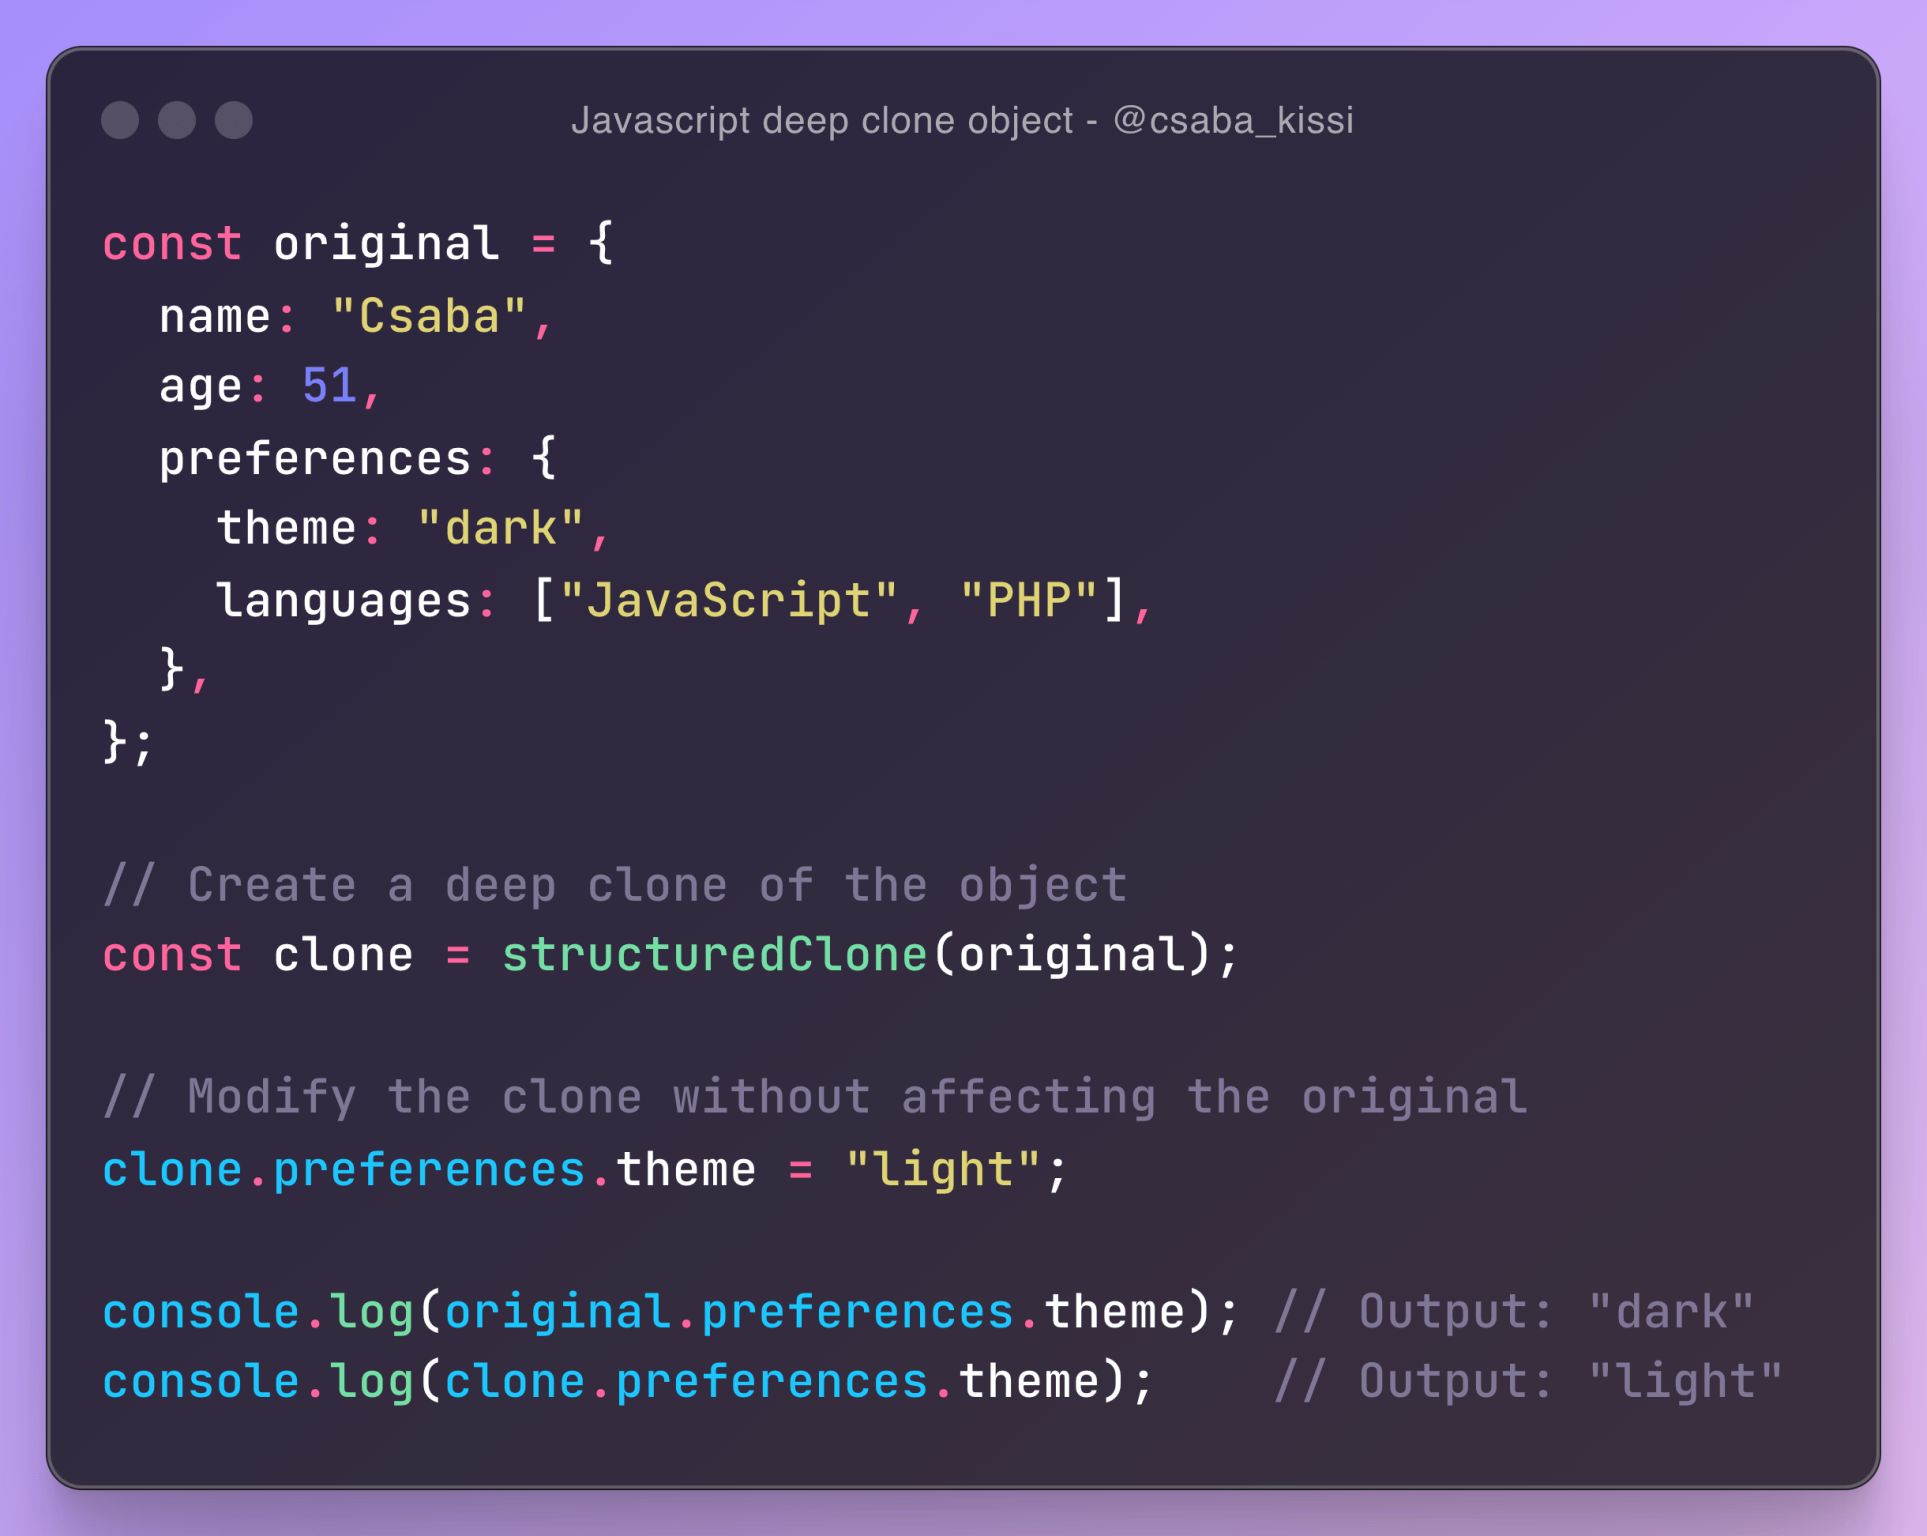 Javascript deep clone object - @csaba_kissi
const original = {
  name: "Csaba",
  age: 51,
  preferences: {
    theme: "dark",
    languages: ["JavaScript", "PHP"],
  },
};
// Create a deep clone of the object
const clone = structuredClone(original);
// Modify the clone without affecting the original
clone.preferences.theme = "light";
console.log(original.preferences.theme); // Output: "dark"
console.log(clone.preferences.theme);    // Output: "light"